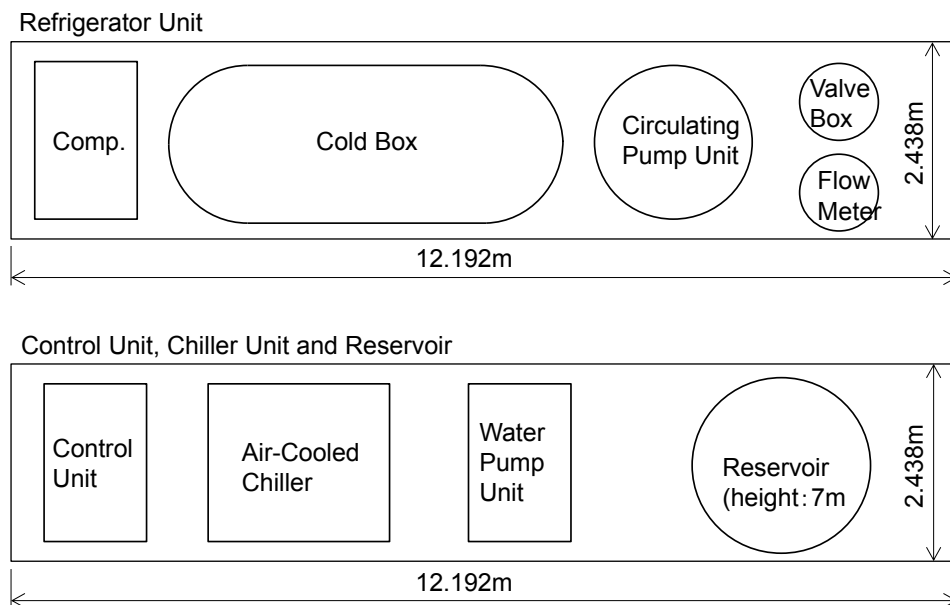 Refrigerator Unit
Comp.
Cold Box
Circulating
Pump Unit
Valve
Box
Flow
Meter
2.438m
12.192m
Control Unit, Chiller Unit and Reservoir
Control
Unit
Air-Cooled
Chiller
Water
Pump
Unit
Reservoir
(height:7m
2.438m
12.192m